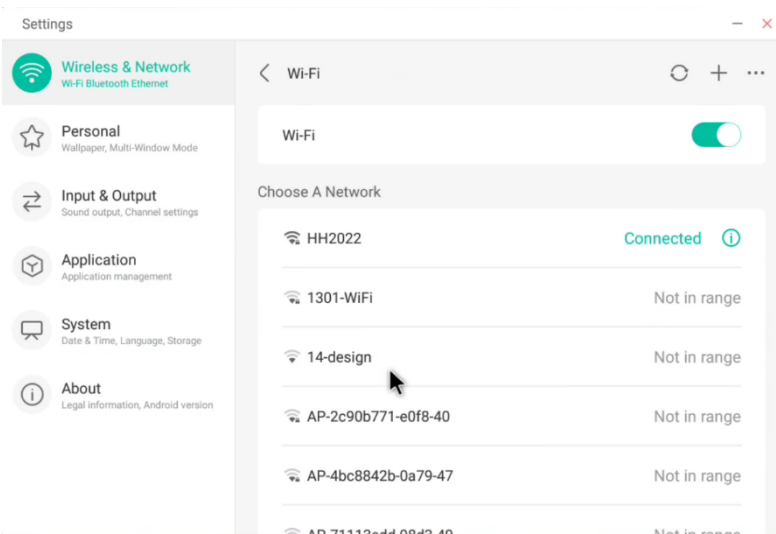 Settings
Wireless & Network
Wi-Fi Bluetooth Ethernet
Personal
Wallpaper, Multi-Window Mode
Input & Output
Sound output, Channel settings
Application
Application management
System
Date & Time, Language, Storage
About
Legal information, Android version
Wi-Fi
Wi-Fi
Choose A Network
HH2022 Connected
1301-WiFi Not in range
14-design Not in range
AP-2c90b771-e0f8-40 Not in range
AP-4bc8842b-0a79-47 Not in range
Not in range